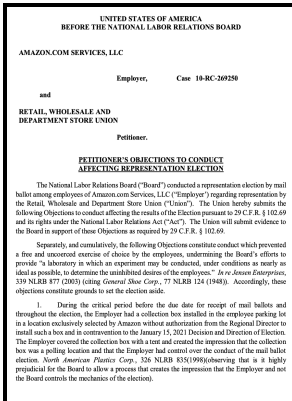 UNITED STATES OF AMERICA
BEFORE THE NATIONAL LABOR RELATIONS BOARD
AMAZON.COM SERVICES, LLC
Employer, Case 10-RC-269250
and
RETAIL, WHOLESALE AND
DEPARTMENT STORE UNION
Petitioner.
PETITIONER'S OBJECTIONS TO CONDUCT
AFFECTING REPRESENTATION ELECTION
The National Labor Relations Board ("Board") conducted a representation election by mail
ballot among employees of Amazon.com Services, LLC ("Employer') regarding representation by
the Retail, Wholesale and Department Store Union ("Union"). The Union hereby submits the
following Objections to conduct affecting the results of the Election pursuant to 29 C.F.R. § 102.69
and its rights under the National Labor Relations Act ("Act"). The Union will submit evidence
to the Board in support of these Objections as required by 29 C.F.R. § 102.69.
Separately, and cumulatively, the following Objections constitute conduct which prevented
a free and uncoerced exercise of choice by the employees, undermining the Board's efforts to
provide "a laboratory in which an experiment may be conducted, under conditions as nearly as
ideal as possible, to determine the uninhibited desires of the employees." In re Jensen Enterprises,
339 NLRB 877 (2003) (citing General Shoe Corp., 77 NLRB 124 (1948)). Accordingly, these
objections constitute grounds to set the election aside.
1. During the critical period before the due date for receipt of mail ballots and
throughout the election, the Employer had a collection box installed in the employee parking lot
in a location exclusively selected by Amazon without authorization from the Regional Director to
install such a box and in contravention to the January 15, 2021 Decision and Direction of Election.
The Employer covered the collection box with a tent and created the impression that the collection
box was a polling location and that the Employer had control over the conduct of the mail ballot
election. North American Plastics Corp., 326 NLRB 835(1998)(observing that is it highly
prejudicial for the Board to allow a process that creates the impression that the Employer and not
the Board controls the mechanics of the election).